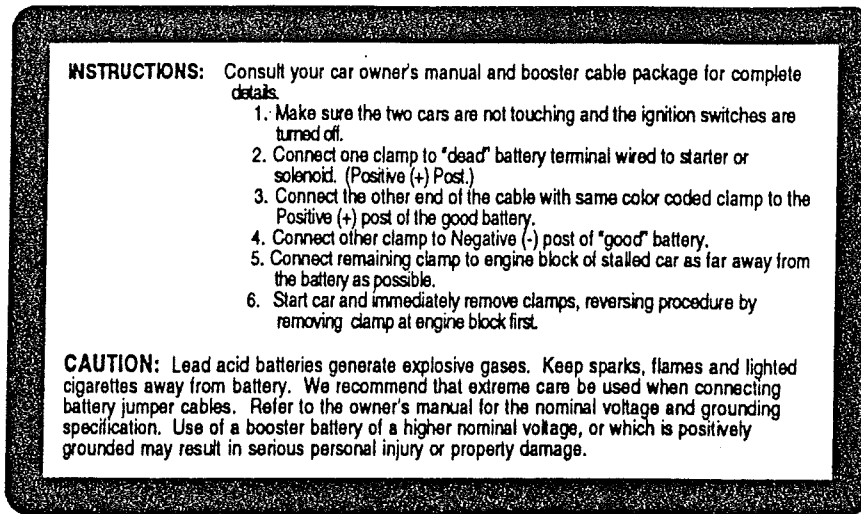 INSTRUCTIONS: Consult your car owner's manual and booster cable package for complete
details.
1. Make sure the two cars are not touching and the ignition switches are
turned off.
2. Connect one clamp to "dead" battery terminal wired to starter or
solenoid. (Positive (+) Post.)
3. Connect the other end of the cable with same color coded clamp to the
Positive (+) post of the good battery.
4. Connect other clamp to Negative (-) post of "good" battery.
5. Connect remaining clamp to engine block of stalled car as far away from
the battery as possible.
6. Start car and immediately remove clamps, reversing procedure by
removing clamp at engine block first.
CAUTION: Lead acid batteries generate explosive gases. Keep sparks, flames and lighted
cigarettes away from battery. We recommend that extreme care be used when connecting
battery jumper cables. Refer to the owner's manual for the nominal voltage and grounding
specification. Use of a booster battery of a higher nominal voltage, or which is positively
grounded may result in serious personal injury or property damage.